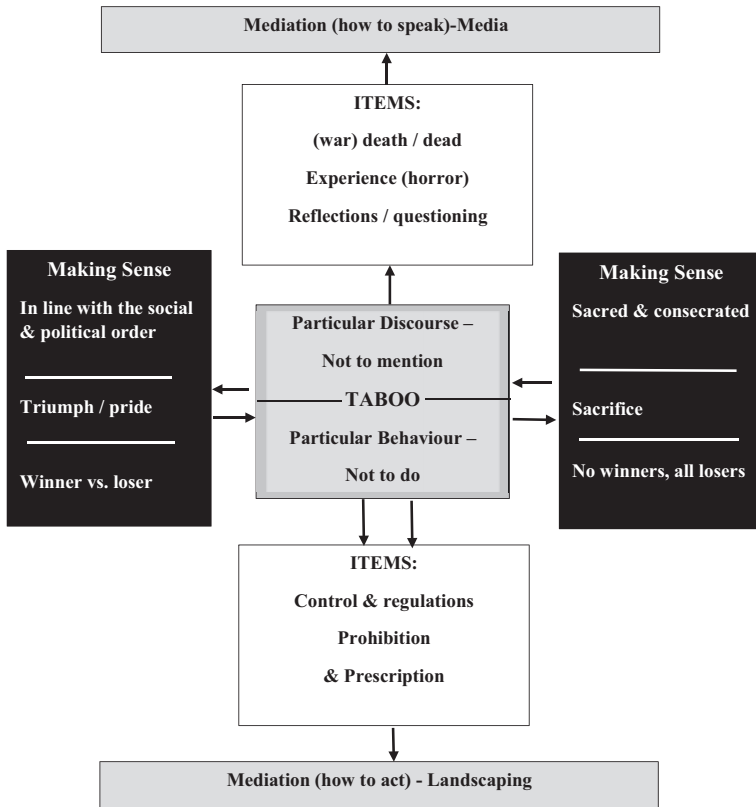 Mediation (how to speak)-Media
ITEMS:
(war) death / dead
Experience (horror)
Reflections / questioning
Making Sense
In line with the social
& political order
Triumph / pride
Winner vs. loser
Particular Discourse –
Not to mention
TABOO
Particular Behaviour –
Not to do
Making Sense
Sacred & consecrated
Sacrifice
No winners, all losers
ITEMS:
Control & regulations
Prohibition
& Prescription
Mediation (how to act) - Landscaping